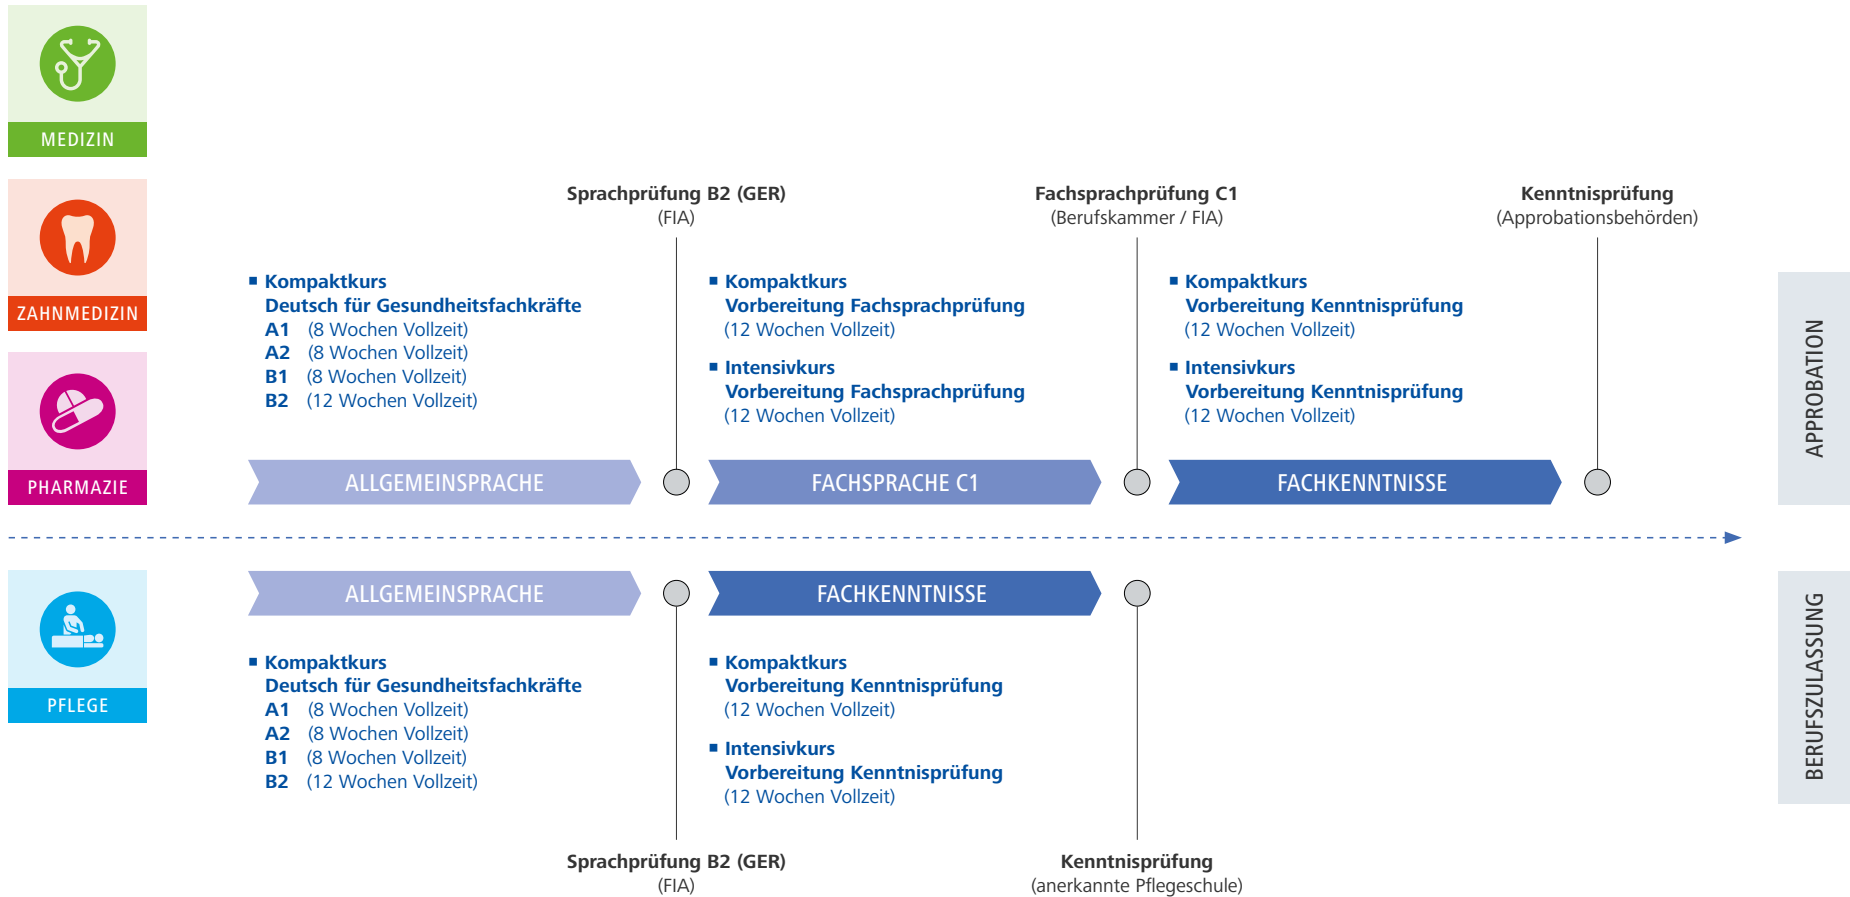 MEDIZIN
ZAHNMEDIZIN
PHARMAZIE
Sprachprüfung B2 (GER)
(FIA)
Fachsprachprüfung C1
(Berufskammer / FIA)
Kenntnisprüfung
(Approbationsbehörden)
▪ Kompaktkurs
Deutsch für Gesundheitsfachkräfte
A1 (8 Wochen Vollzeit)
A2 (8 Wochen Vollzeit)
B1 (8 Wochen Vollzeit)
B2 (12 Wochen Vollzeit)
▪ Kompaktkurs
Vorbereitung Fachsprachprüfung
(12 Wochen Vollzeit)
▪ Intensivkurs
Vorbereitung Fachsprachprüfung
(12 Wochen Vollzeit)
▪ Kompaktkurs
Vorbereitung Kenntnisprüfung
(12 Wochen Vollzeit)
▪ Intensivkurs
Vorbereitung Kenntnisprüfung
(12 Wochen Vollzeit)
ALLGEMEINSPRACHE
FACHSPRACHE C1
FACHKENNTNISSE
APPROBATION
PFLEGE
ALLGEMEINSPRACHE
FACHKENNTNISSE
▪ Kompaktkurs
Deutsch für Gesundheitsfachkräfte
A1 (8 Wochen Vollzeit)
A2 (8 Wochen Vollzeit)
B1 (8 Wochen Vollzeit)
B2 (12 Wochen Vollzeit)
▪ Kompaktkurs
Vorbereitung Kenntnisprüfung
(12 Wochen Vollzeit)
▪ Intensivkurs
Vorbereitung Kenntnisprüfung
(12 Wochen Vollzeit)
Sprachprüfung B2 (GER)
(FIA)
Kenntnisprüfung
(anerkannte Pflegeschule)
BERUFSZULASSUNG